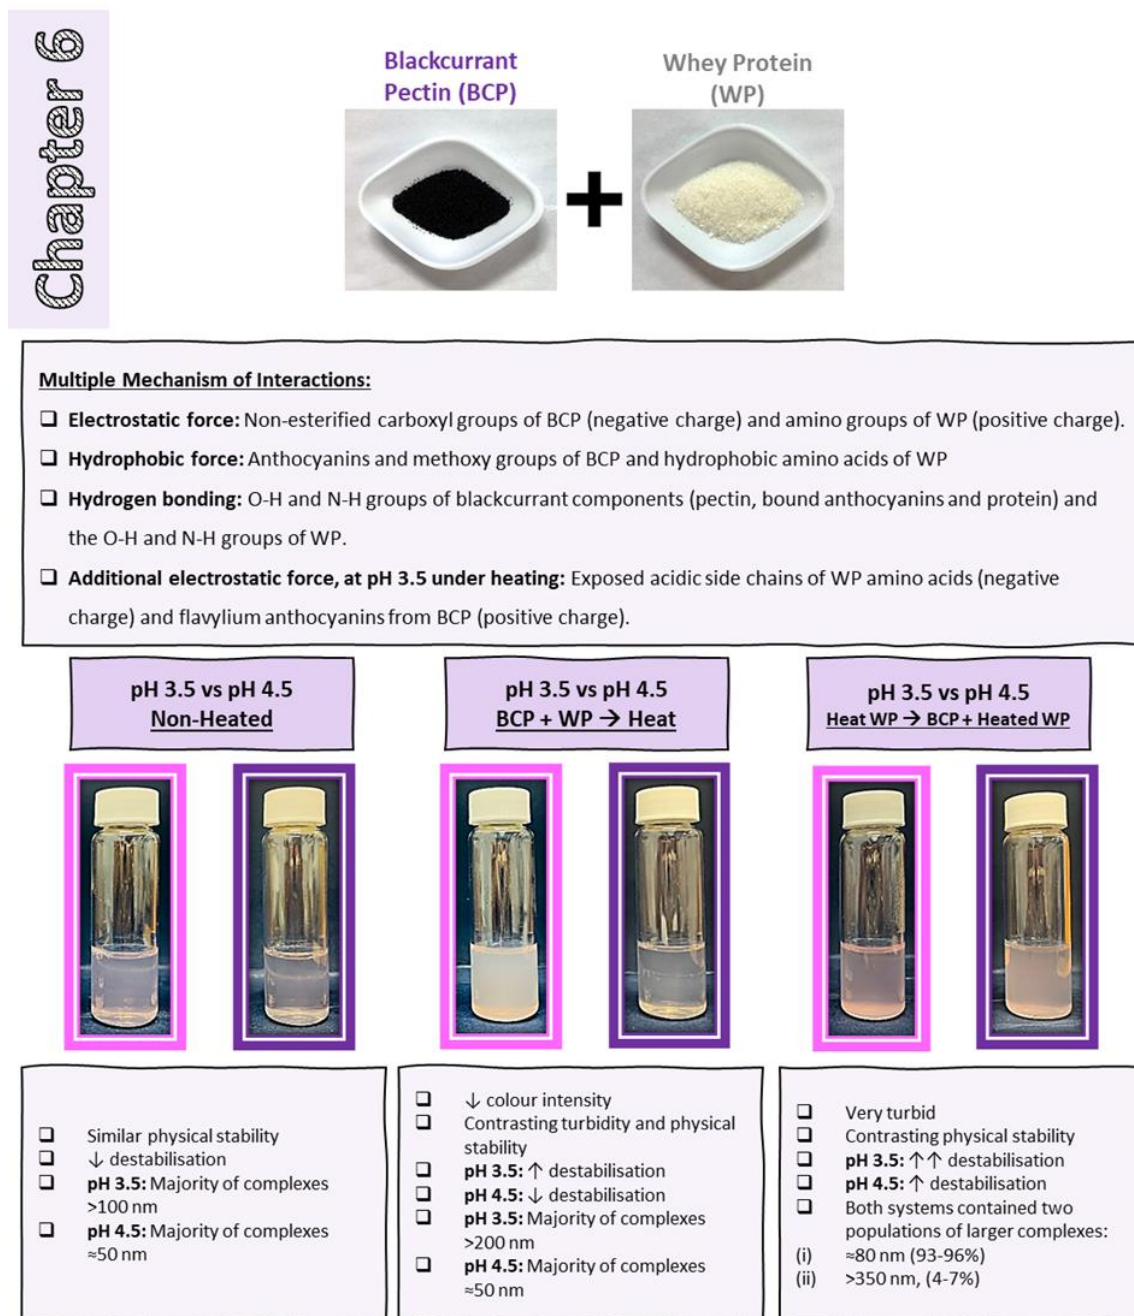 Chapter 6
Blackcurrant
Pectin (BCP)
Whey Protein
(WP)
+
Multiple Mechanism of Interactions:
❑ Electrostatic force: Non-esterified carboxyl groups of BCP (negative charge) and amino groups of WP (positive charge).
❑ Hydrophobic force: Anthocyanins and methoxy groups of BCP and hydrophobic amino acids of WP
❑ Hydrogen bonding: O-H and N-H groups of blackcurrant components (pectin, bound anthocyanins and protein) and
the O-H and N-H groups of WP.
❑ Additional electrostatic force, at pH 3.5 under heating: Exposed acidic side chains of WP amino acids (negative
charge) and flavylium anthocyanins from BCP (positive charge).
pH 3.5 vs pH 4.5
Non-Heated
pH 3.5 vs pH 4.5
BCP + WP → Heat
pH 3.5 vs pH 4.5
Heat WP → BCP + Heated WP
❑ Similar physical stability
❑ ↓ destabilisation
❑ pH 3.5: Majority of complexes
>100 nm
❑ pH 4.5: Majority of complexes
≈50 nm
❑ ↓ colour intensity
❑ Contrasting turbidity and physical
stability
❑ pH 3.5: ↑ destabilisation
❑ pH 4.5: ↓ destabilisation
❑ pH 3.5: Majority of complexes
>200 nm
❑ pH 4.5: Majority of complexes
≈50 nm
❑ Very turbid
❑ Contrasting physical stability
❑ pH 3.5: ↑↑ destabilisation
❑ pH 4.5: ↑ destabilisation
❑ Both systems contained two
populations of larger complexes:
(i) ≈80 nm (93-96%)
(ii) >350 nm, (4-7%)